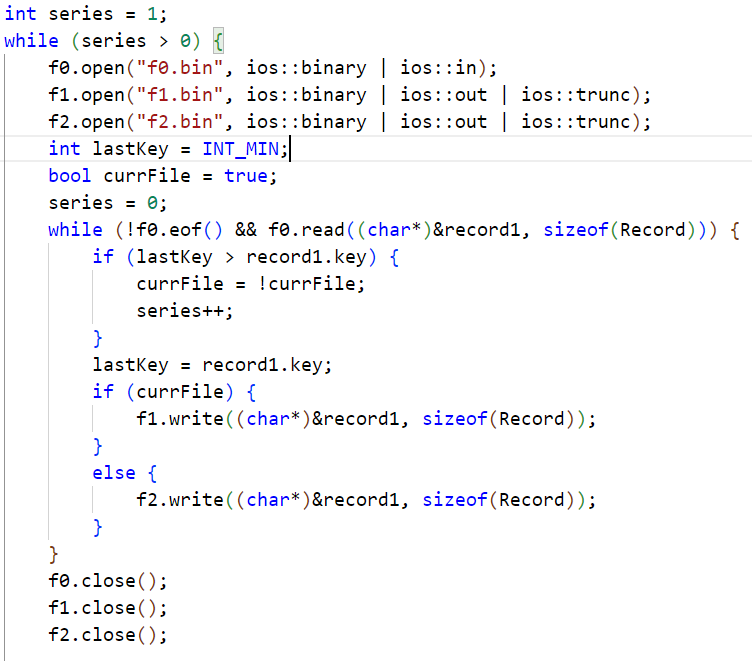 int series = 1;
while (series > 0) {
    f0.open("f0.bin", ios::binary | ios::in);
    f1.open("f1.bin", ios::binary | ios::out | ios::trunc);
    f2.open("f2.bin", ios::binary | ios::out | ios::trunc);
    int lastKey = INT_MIN;
    bool currFile = true;
    series = 0;
    while (!f0.eof() && f0.read((char*)&record1, sizeof(Record))) {
        if (lastKey > record1.key) {
            currFile = !currFile;
            series++;
        }
        lastKey = record1.key;
        if (currFile) {
            f1.write((char*)&record1, sizeof(Record));
        }
        else {
            f2.write((char*)&record1, sizeof(Record));
        }
    }
    f0.close();
    f1.close();
    f2.close();